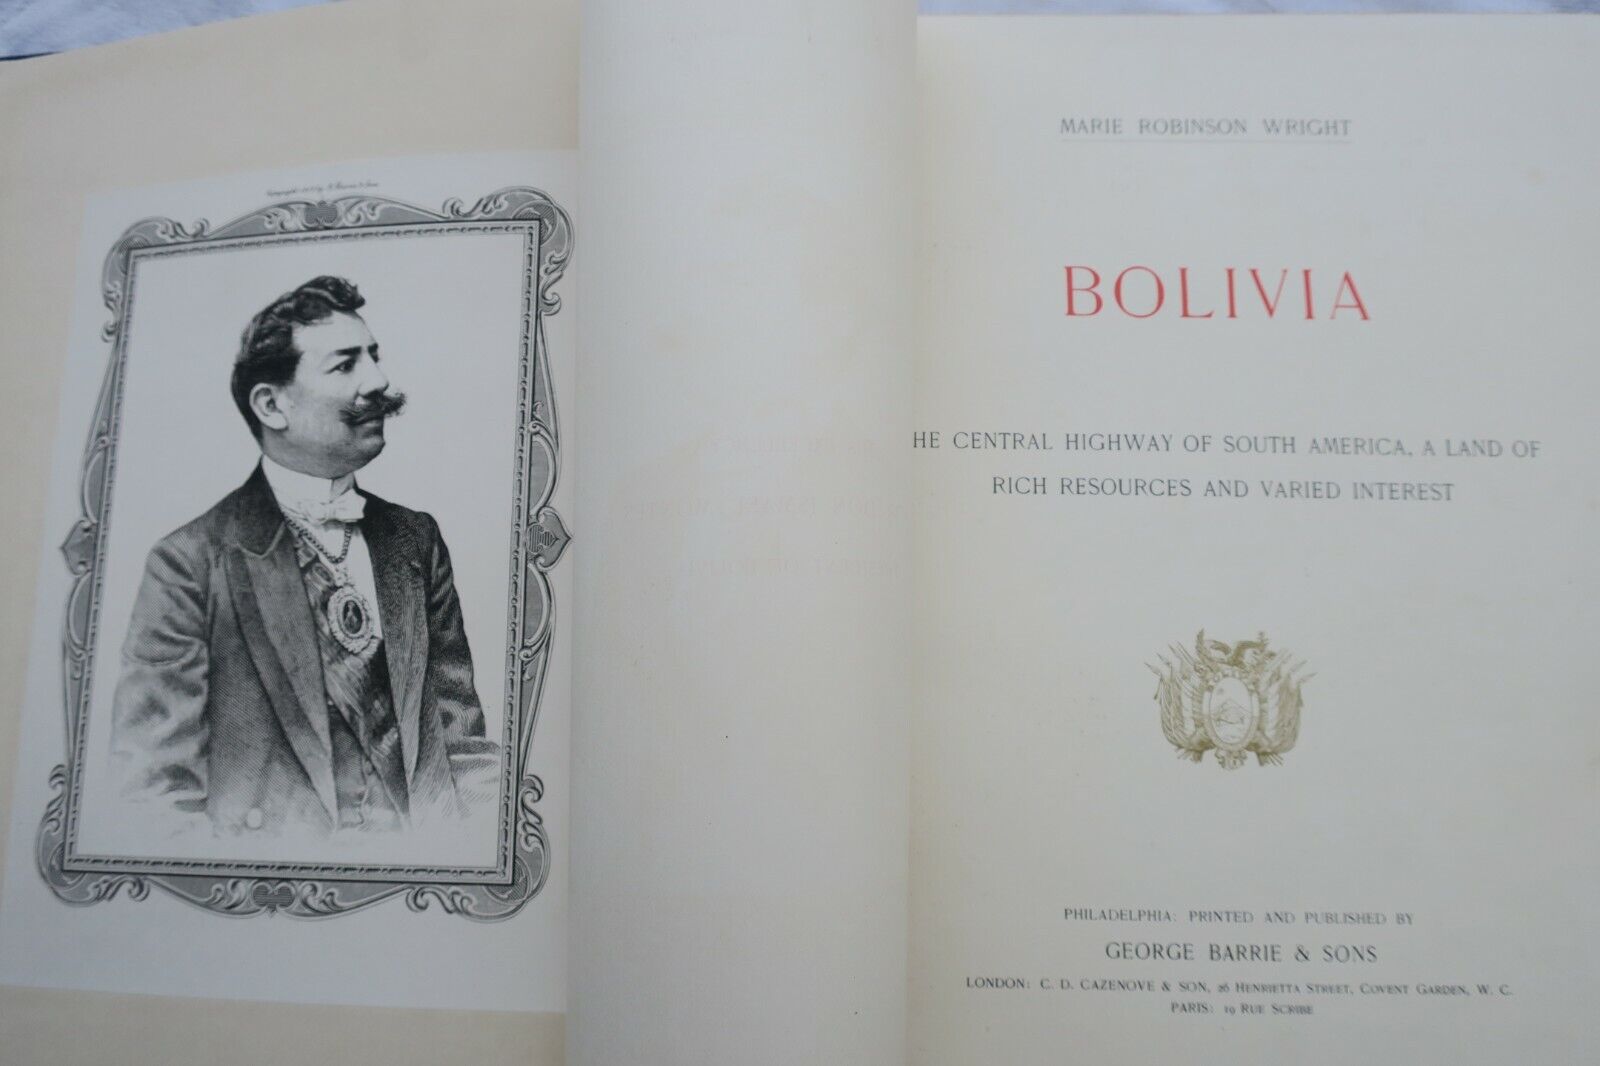 MARIE ROBINSON WRIGHT
BOLIVIA
HE CENTRAL HIGHWAY OF SOUTH AMERICA, A LAND OF
RICH RESOURCES AND VARIED INTEREST
PHILADELPHIA: PRINTED AND PUBLISHED BY
GEORGE BARRIE & SONS
LONDON: C. D. CAZENOVE & SON, 26 HENRIETTA STREET, COVENT GARDEN, W. C.
PARIS: 19 RUE SCRIBE